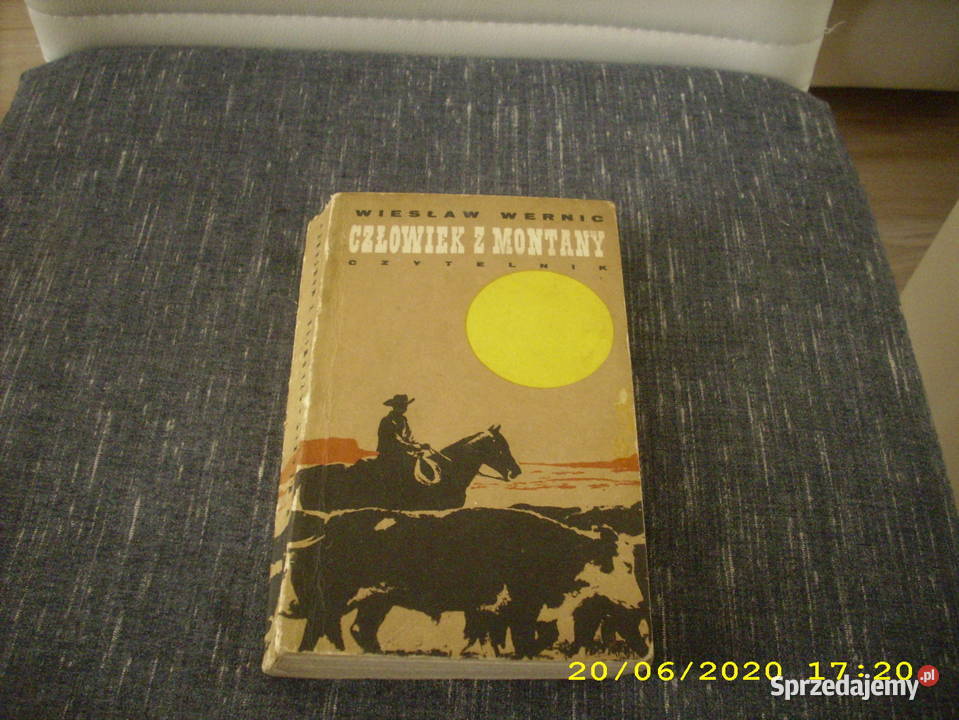 WIESŁAW WERNIC
CZŁOWIEK Z MONTANY
CZYTELNIK
20/06/2020 17:20
Sprzedajemy.pl